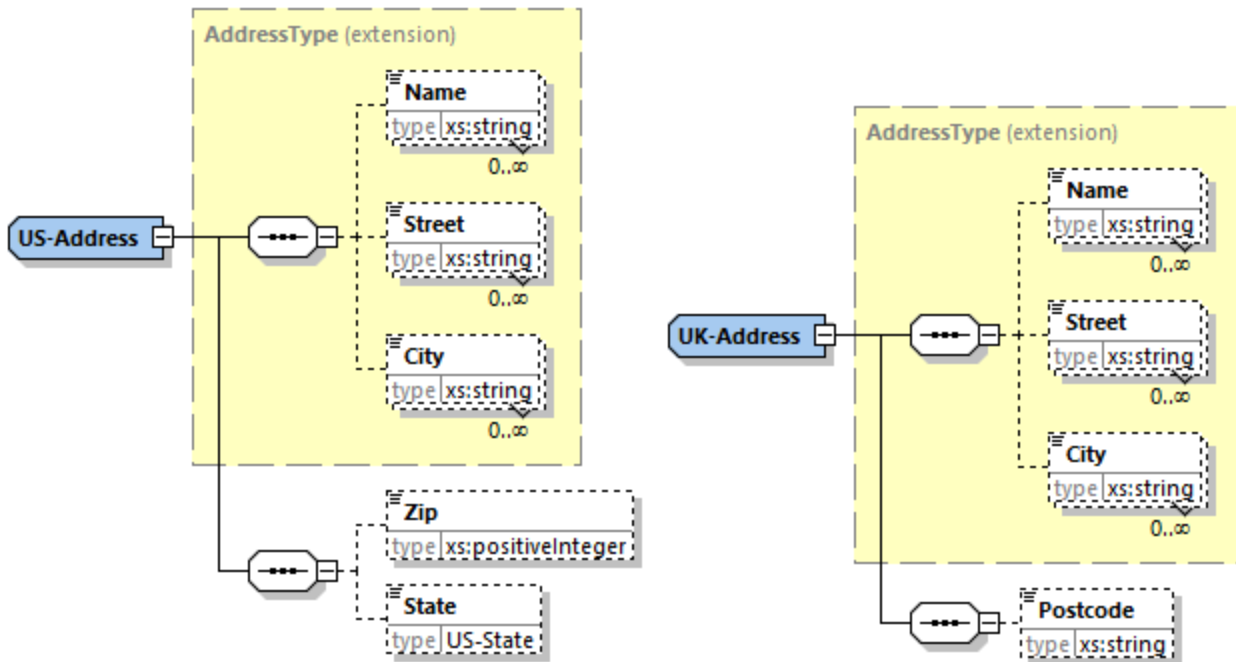 AddressType (extension)
Name
type xs:string
0..∞
Street
type xs:string
0..∞
US-Address
City
type xs:string
0..∞
Zip
type xs:positiveInteger
State
type US-State
AddressType (extension)
Name
type xs:string
0..∞
Street
type xs:string
0..∞
UK-Address
City
type xs:string
0..∞
Postcode
type xs:string